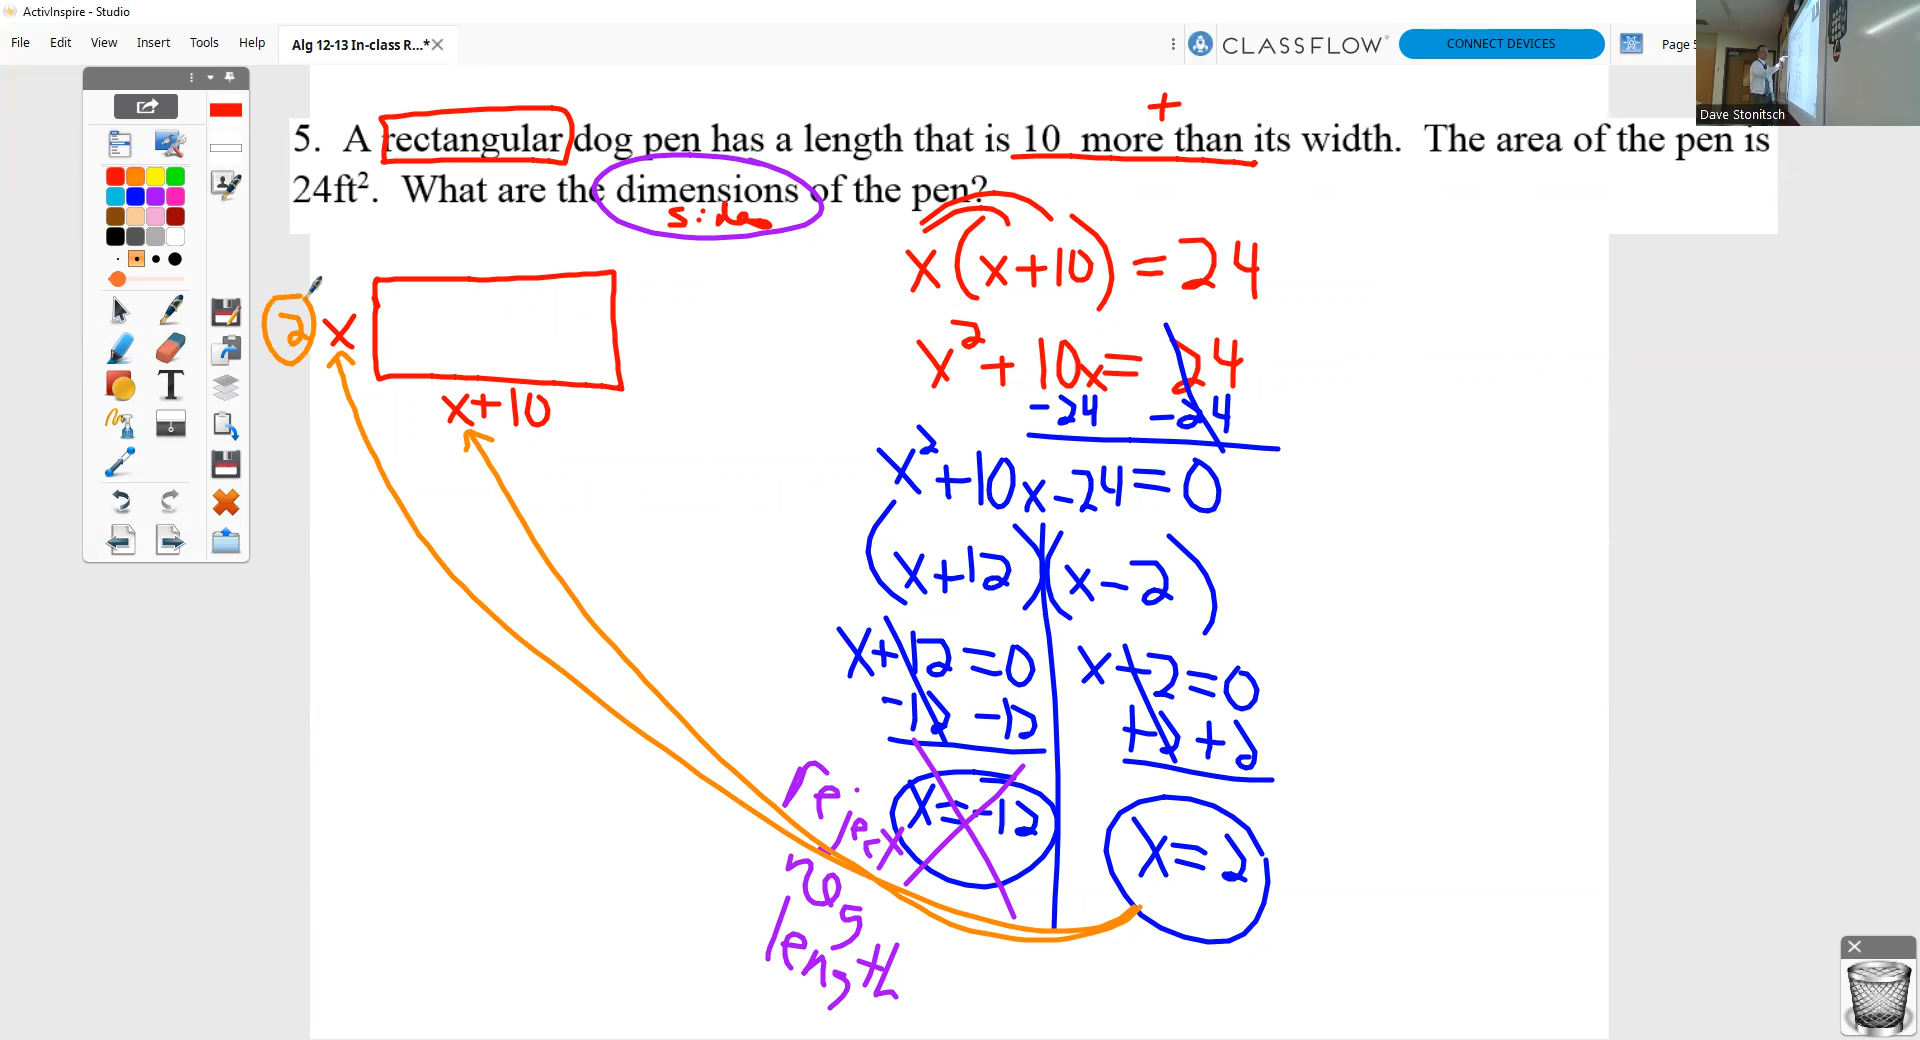 ActivInspire - Studio
File Edit View Insert Tools Help Alg 12-13 In-class R...* CLASSFLOW CONNECT DEVICES Page 5
Dave Stonitsch
+
5. A rectangular dog pen has a length that is 10 more than its width. The area of the pen is
24ft². What are the dimensions of the pen?
sides
x(x+10) = 24
2 x
x² + 10x = 24
x+10
-24 -24
x²+10x-24=0
(x+12)(x-2)
x+12=0 x-2=0
-12 -12 +2 +2
reject x=-12 x=2
neg
length